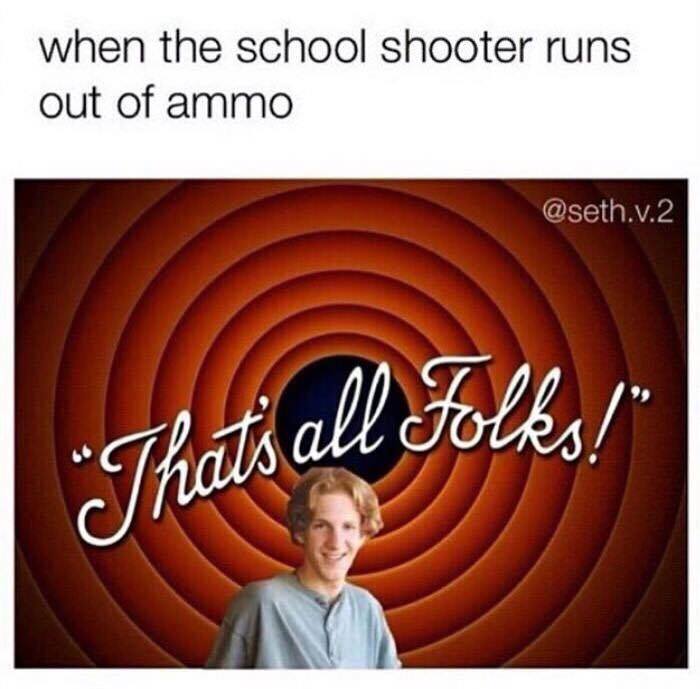 when the school shooter runs
out of ammo
@seth.v.2
"That's all Folks!"